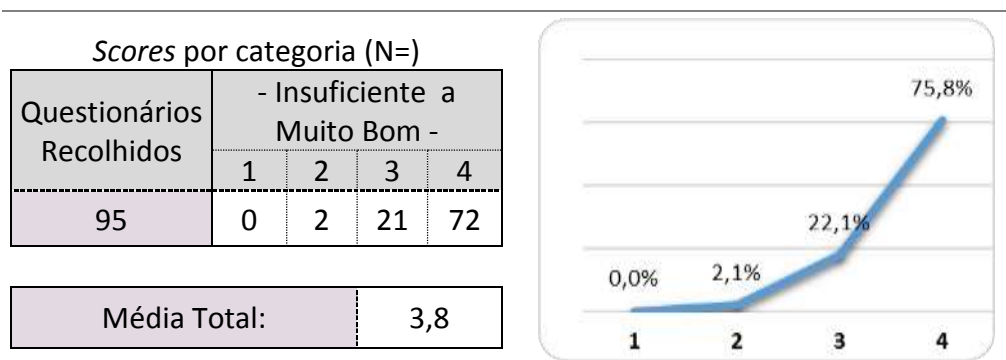 Scores por categoria (N=)
Questionários
Recolhidos
- Insuficiente a
Muito Bom -
1 2 3 4
95 0 2 21 72
Média Total: 3,8
75,8%
22,1%
2,1%
0,0%
1 2 3 4